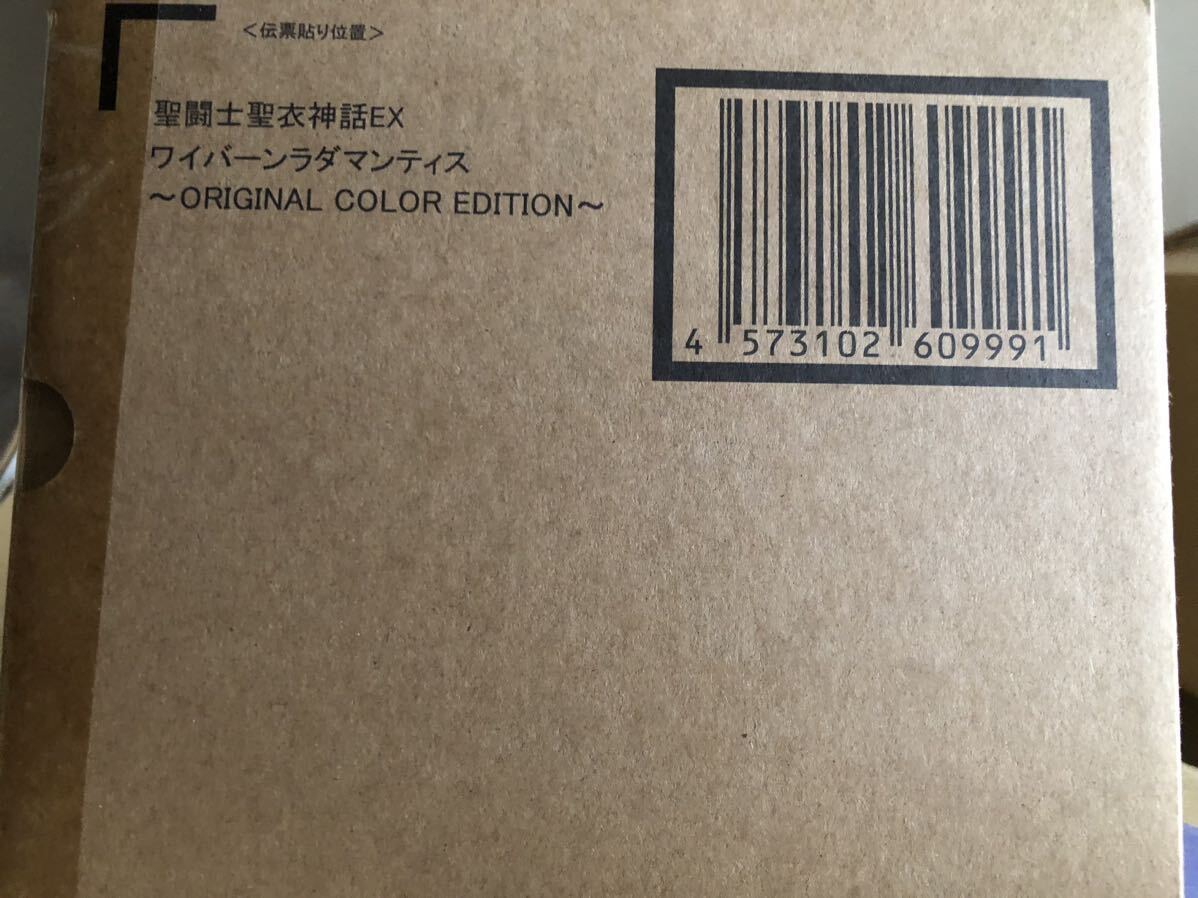 ＜伝票貼り位置＞
聖闘士聖衣神話EX
ワイバーンラダマンティス
～ORIGINAL COLOR EDITION～
4 573102 609991